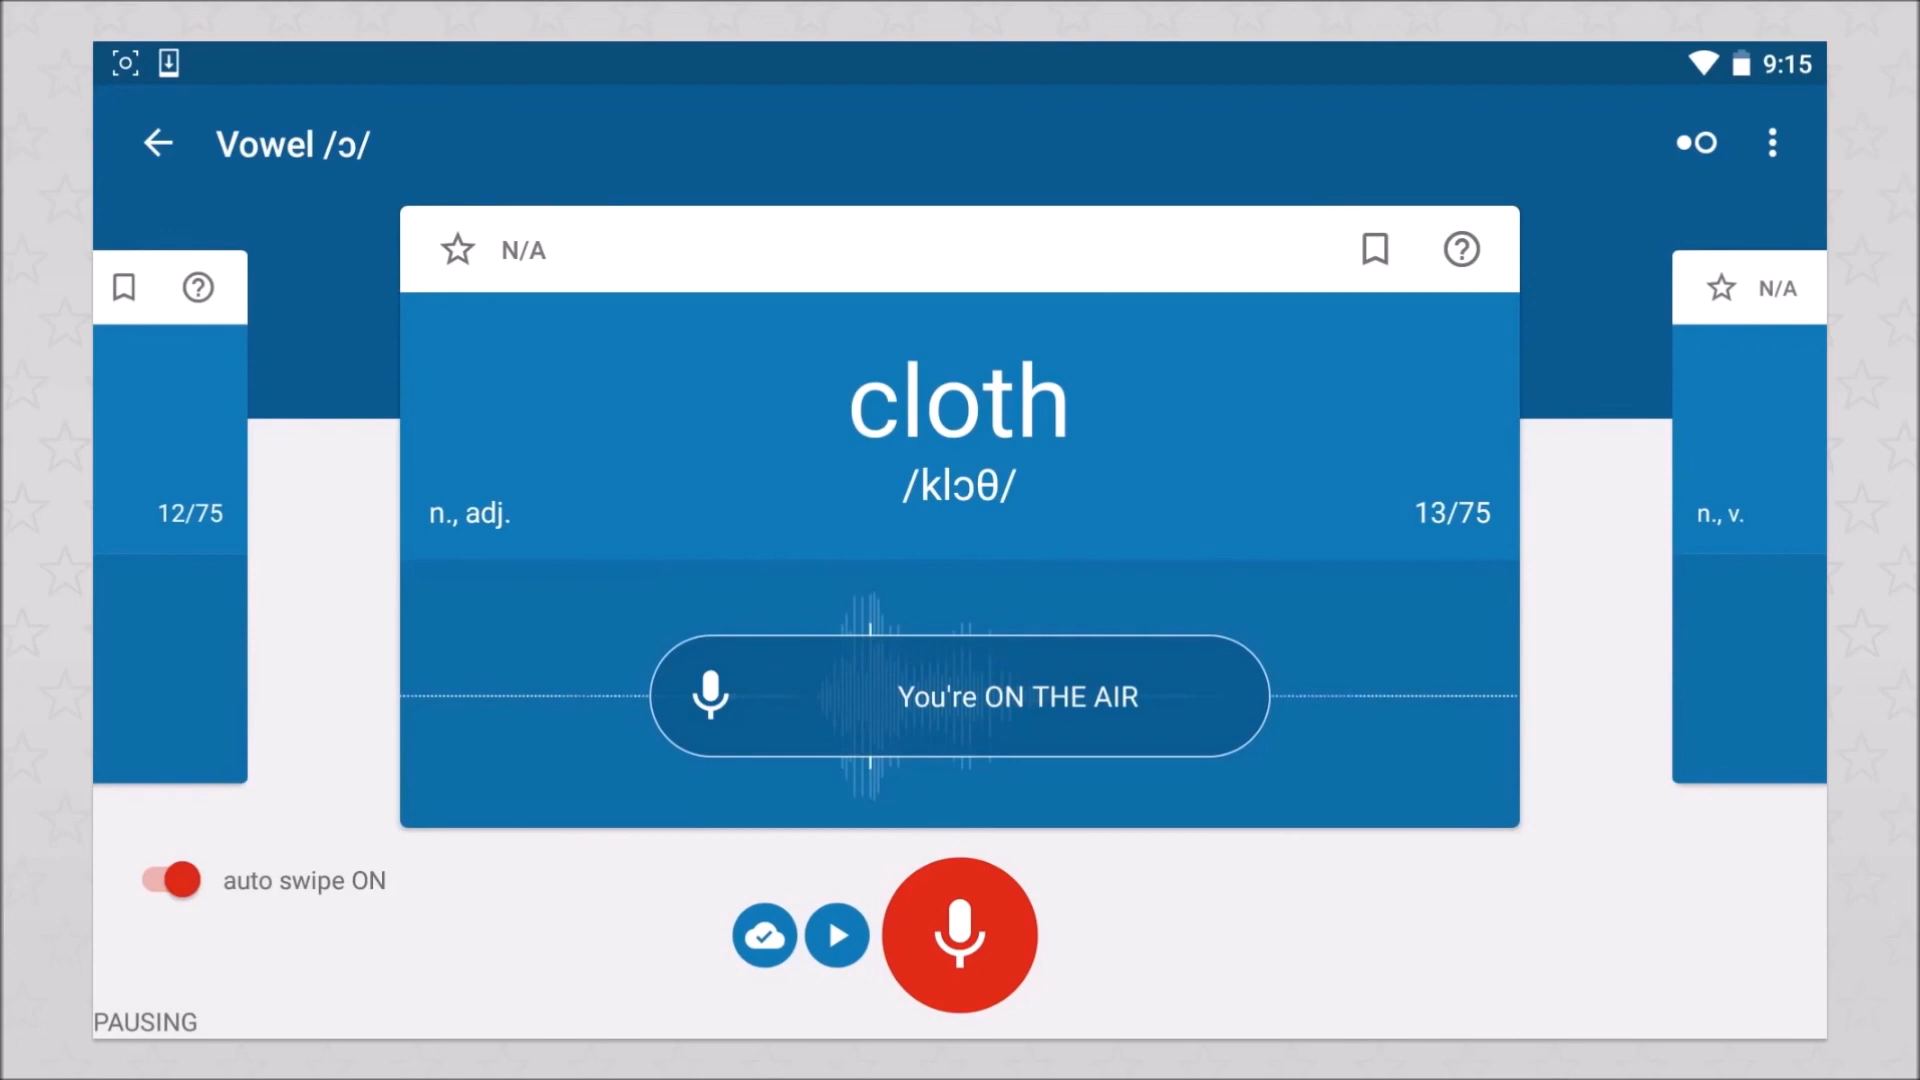 9:15
Vowel /ɔ/
N/A
N/A
cloth
/klɔθ/
12/75
n., adj.
13/75
n., v.
You're ON THE AIR
auto swipe ON
PAUSING